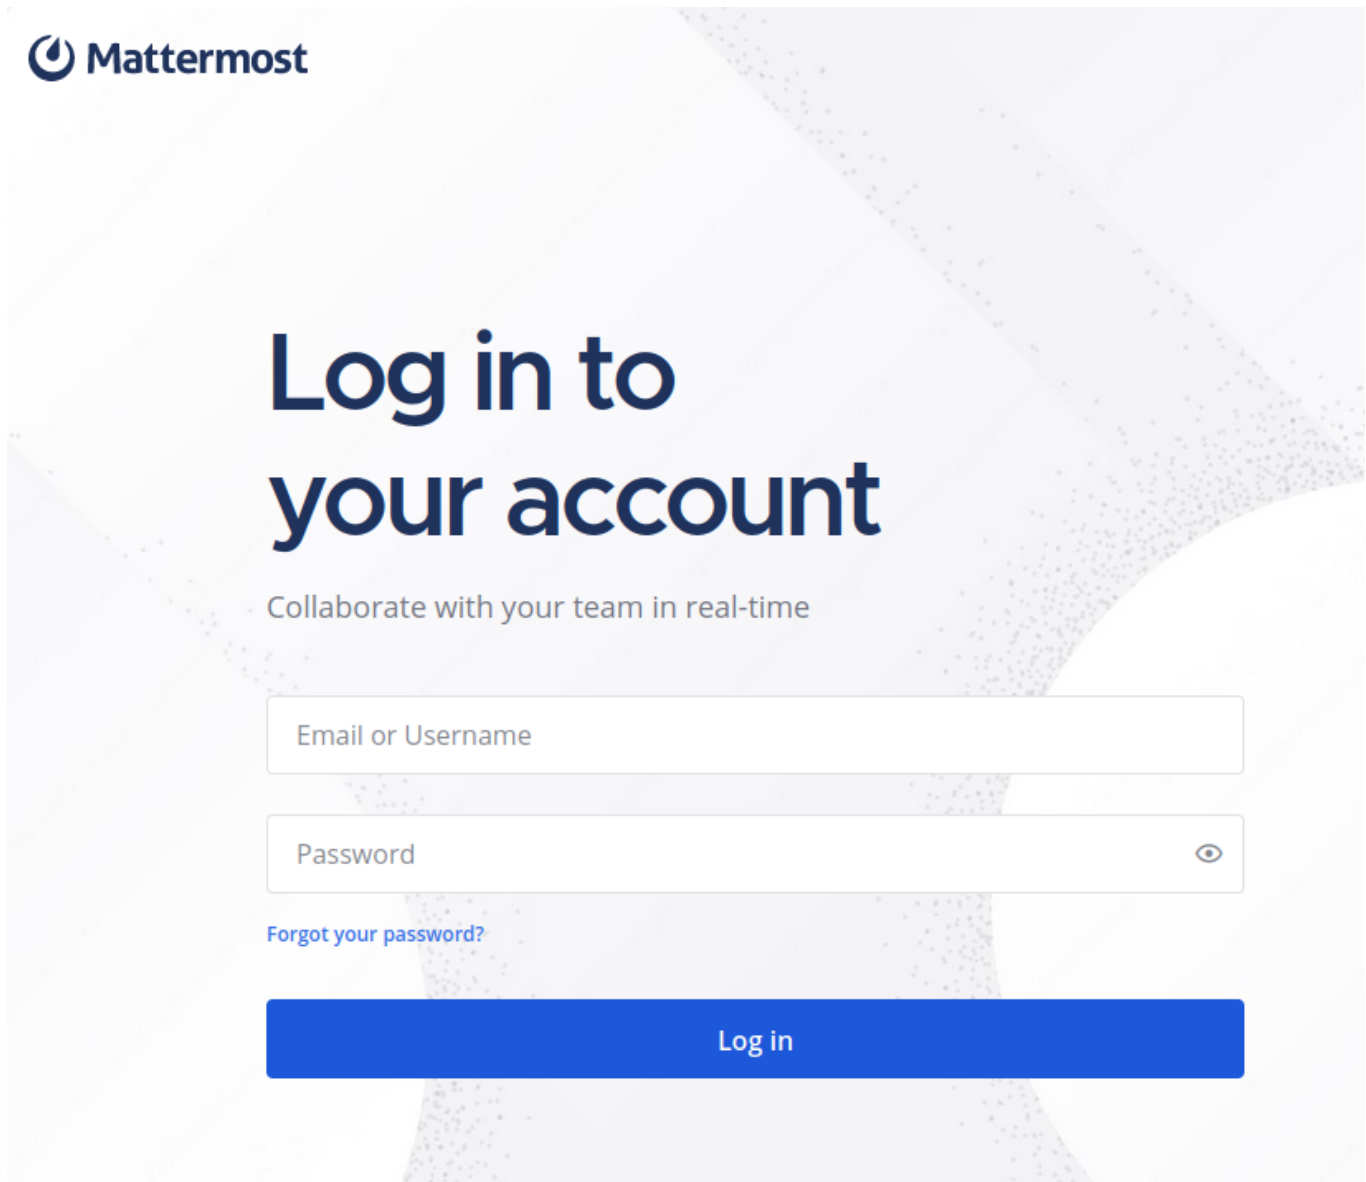 Mattermost
Log in to
your account
Collaborate with your team in real-time
Email or Username
Password
Forgot your password?
Log in